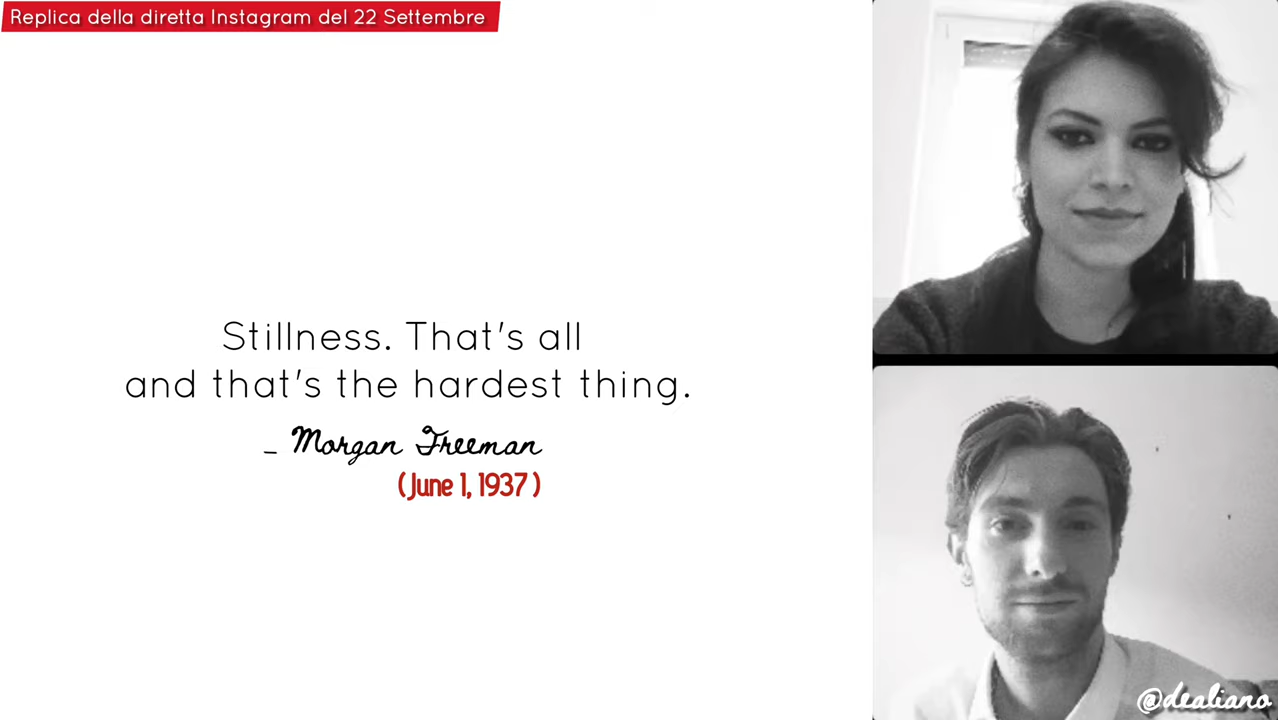 Replica della diretta Instagram del 22 Settembre
Stillness. That's all
and that's the hardest thing.
– Morgan Freeman
(June 1, 1937)
@dealiano